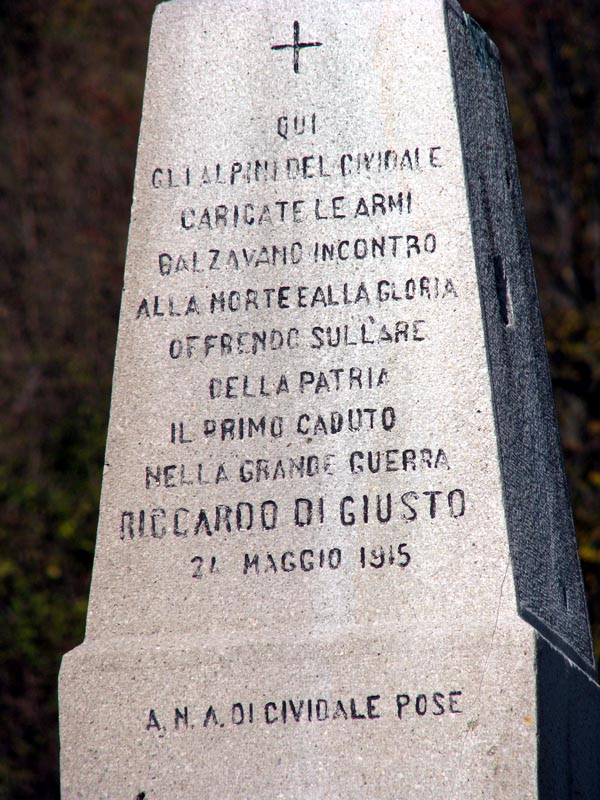 QUI
GLI ALPINI DEL CIVIDALE
CARICATE LE ARMI
BALZAVANO INCONTRO
ALLA MORTE E ALLA GLORIA
OFFRENDO SULL'ARE
DELLA PATRIA
IL PRIMO CADUTO
NELLA GRANDE GUERRA
RICCARDO DI GIUSTO
24 MAGGIO 1915
A. N. A. DI CIVIDALE POSE